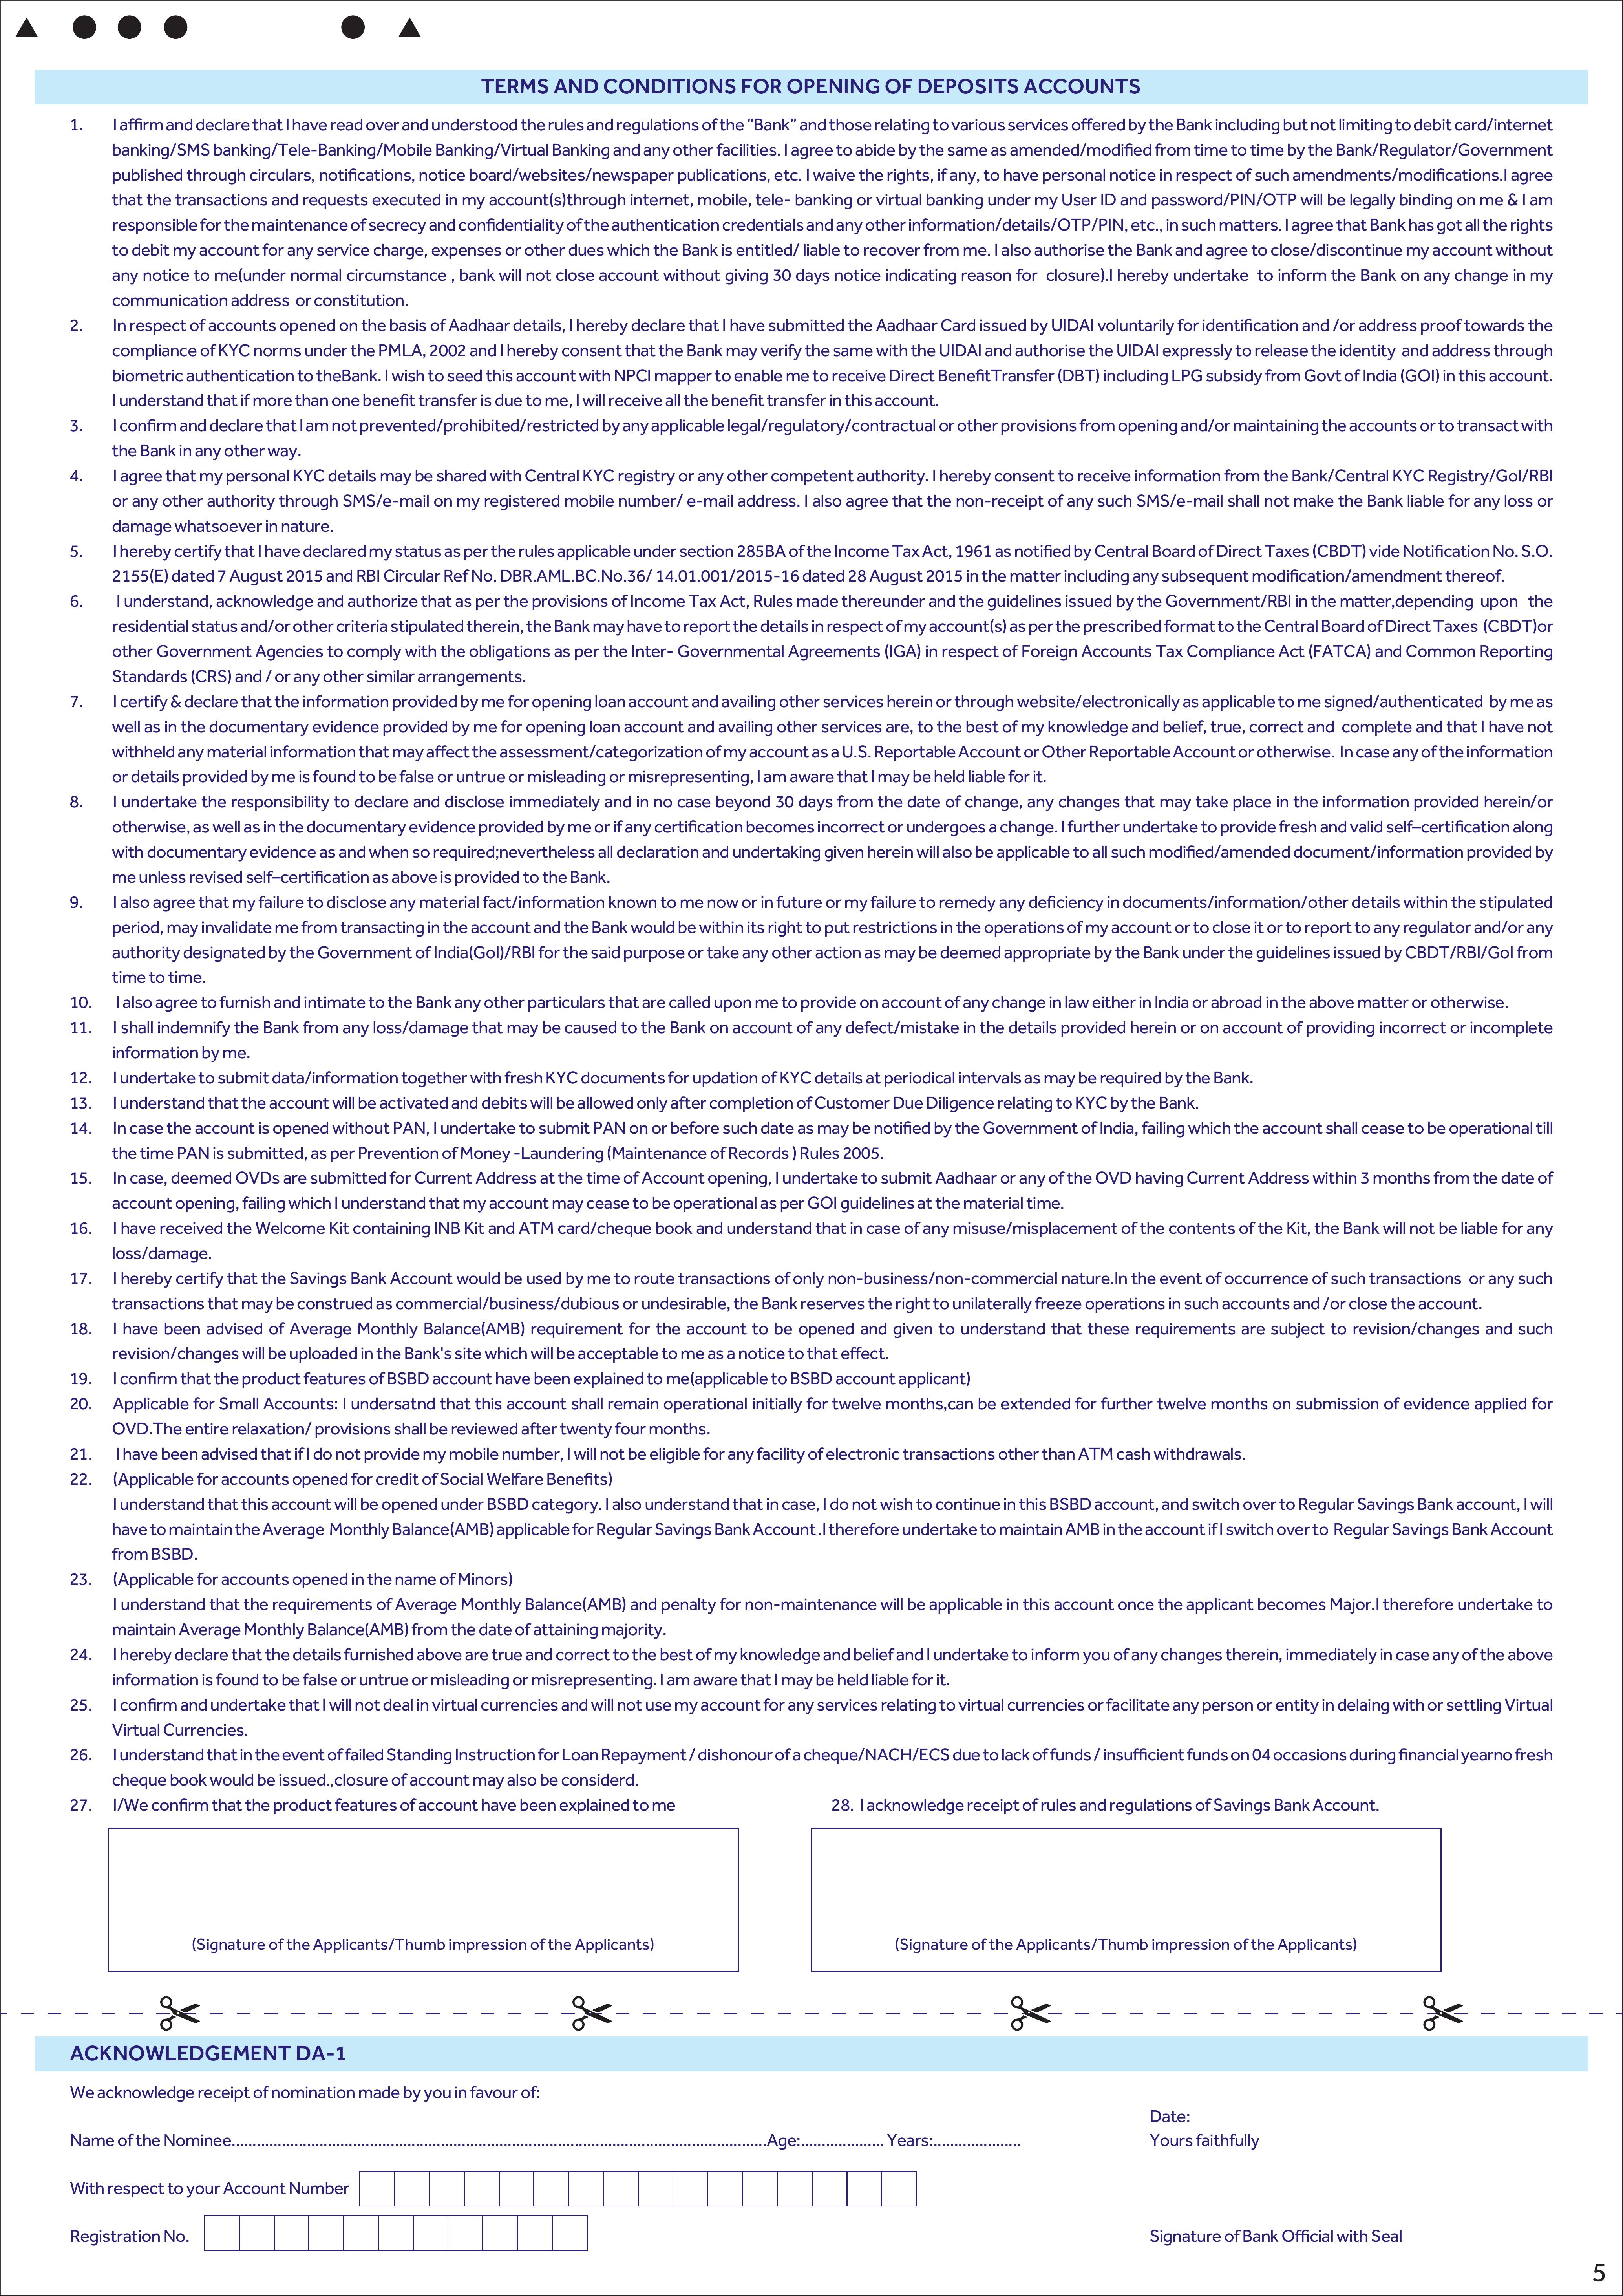 TERMS AND CONDITIONS FOR OPENING OF DEPOSITS ACCOUNTS
1. I affirm and declare that I have read over and understood the rules and regulations of the “Bank” and those relating to various services offered by the Bank including but not limiting to debit card/internet
banking/SMS banking/Tele-Banking/Mobile Banking/Virtual Banking and any other facilities. I agree to abide by the same as amended/modified from time to time by the Bank/Regulator/Government
published through circulars, notifications, notice board/websites/newspaper publications, etc. I waive the rights, if any, to have personal notice in respect of such amendments/modifications.I agree
that the transactions and requests executed in my account(s)through internet, mobile, tele- banking or virtual banking under my User ID and password/PIN/OTP will be legally binding on me & I am
responsible for the maintenance of secrecy and confidentiality of the authentication credentials and any other information/details/OTP/PIN, etc., in such matters. I agree that Bank has got all the rights
to debit my account for any service charge, expenses or other dues which the Bank is entitled/ liable to recover from me. I also authorise the Bank and agree to close/discontinue my account without
any notice to me(under normal circumstance , bank will not close account without giving 30 days notice indicating reason for closure).I hereby undertake to inform the Bank on any change in my
communication address or constitution.
2. In respect of accounts opened on the basis of Aadhaar details, I hereby declare that I have submitted the Aadhaar Card issued by UIDAI voluntarily for identification and /or address proof towards the
compliance of KYC norms under the PMLA, 2002 and I hereby consent that the Bank may verify the same with the UIDAI and authorise the UIDAI expressly to release the identity and address through
biometric authentication to theBank. I wish to seed this account with NPCI mapper to enable me to receive Direct BenefitTransfer (DBT) including LPG subsidy from Govt of India (GOI) in this account.
I understand that if more than one benefit transfer is due to me, I will receive all the benefit transfer in this account.
3. I confirm and declare that I am not prevented/prohibited/restricted by any applicable legal/regulatory/contractual or other provisions from opening and/or maintaining the accounts or to transact with
the Bank in any other way.
4. I agree that my personal KYC details may be shared with Central KYC registry or any other competent authority. I hereby consent to receive information from the Bank/Central KYC Registry/GoI/RBI
or any other authority through SMS/e-mail on my registered mobile number/ e-mail address. I also agree that the non-receipt of any such SMS/e-mail shall not make the Bank liable for any loss or
damage whatsoever in nature.
5. I hereby certify that I have declared my status as per the rules applicable under section 285BA of the Income Tax Act, 1961 as notified by Central Board of Direct Taxes (CBDT) vide Notification No. S.O.
2155(E) dated 7 August 2015 and RBI Circular Ref No. DBR.AML.BC.No.36/ 14.01.001/2015-16 dated 28 August 2015 in the matter including any subsequent modification/amendment thereof.
6. I understand, acknowledge and authorize that as per the provisions of Income Tax Act, Rules made thereunder and the guidelines issued by the Government/RBI in the matter,depending upon the
residential status and/or other criteria stipulated therein, the Bank may have to report the details in respect of my account(s) as per the prescribed format to the Central Board of Direct Taxes (CBDT)or
other Government Agencies to comply with the obligations as per the Inter- Governmental Agreements (IGA) in respect of Foreign Accounts Tax Compliance Act (FATCA) and Common Reporting
Standards (CRS) and / or any other similar arrangements.
7. I certify & declare that the information provided by me for opening loan account and availing other services herein or through website/electronically as applicable to me signed/authenticated by me as
well as in the documentary evidence provided by me for opening loan account and availing other services are, to the best of my knowledge and belief, true, correct and complete and that I have not
withheld any material information that may affect the assessment/categorization of my account as a U.S. Reportable Account or Other Reportable Account or otherwise. In case any of the information
or details provided by me is found to be false or untrue or misleading or misrepresenting, I am aware that I may be held liable for it.
8. I undertake the responsibility to declare and disclose immediately and in no case beyond 30 days from the date of change, any changes that may take place in the information provided herein/or
otherwise, as well as in the documentary evidence provided by me or if any certification becomes incorrect or undergoes a change. I further undertake to provide fresh and valid self–certification along
with documentary evidence as and when so required;nevertheless all declaration and undertaking given herein will also be applicable to all such modified/amended document/information provided by
me unless revised self–certification as above is provided to the Bank.
9. I also agree that my failure to disclose any material fact/information known to me now or in future or my failure to remedy any deficiency in documents/information/other details within the stipulated
period, may invalidate me from transacting in the account and the Bank would be within its right to put restrictions in the operations of my account or to close it or to report to any regulator and/or any
authority designated by the Government of India(GoI)/RBI for the said purpose or take any other action as may be deemed appropriate by the Bank under the guidelines issued by CBDT/RBI/GoI from
time to time.
10. I also agree to furnish and intimate to the Bank any other particulars that are called upon me to provide on account of any change in law either in India or abroad in the above matter or otherwise.
11. I shall indemnify the Bank from any loss/damage that may be caused to the Bank on account of any defect/mistake in the details provided herein or on account of providing incorrect or incomplete
information by me.
12. I undertake to submit data/information together with fresh KYC documents for updation of KYC details at periodical intervals as may be required by the Bank.
13. I understand that the account will be activated and debits will be allowed only after completion of Customer Due Diligence relating to KYC by the Bank.
14. In case the account is opened without PAN, I undertake to submit PAN on or before such date as may be notified by the Government of India, failing which the account shall cease to be operational till
the time PAN is submitted, as per Prevention of Money -Laundering (Maintenance of Records ) Rules 2005.
15. In case, deemed OVDs are submitted for Current Address at the time of Account opening, I undertake to submit Aadhaar or any of the OVD having Current Address within 3 months from the date of
account opening, failing which I understand that my account may cease to be operational as per GOI guidelines at the material time.
16. I have received the Welcome Kit containing INB Kit and ATM card/cheque book and understand that in case of any misuse/misplacement of the contents of the Kit, the Bank will not be liable for any
loss/damage.
17. I hereby certify that the Savings Bank Account would be used by me to route transactions of only non-business/non-commercial nature.In the event of occurrence of such transactions or any such
transactions that may be construed as commercial/business/dubious or undesirable, the Bank reserves the right to unilaterally freeze operations in such accounts and /or close the account.
18. I have been advised of Average Monthly Balance(AMB) requirement for the account to be opened and given to understand that these requirements are subject to revision/changes and such
revision/changes will be uploaded in the Bank's site which will be acceptable to me as a notice to that effect.
19. I confirm that the product features of BSBD account have been explained to me(applicable to BSBD account applicant)
20. Applicable for Small Accounts: I undersatnd that this account shall remain operational initially for twelve months,can be extended for further twelve months on submission of evidence applied for
OVD.The entire relaxation/ provisions shall be reviewed after twenty four months.
21. I have been advised that if I do not provide my mobile number, I will not be eligible for any facility of electronic transactions other than ATM cash withdrawals.
22. (Applicable for accounts opened for credit of Social Welfare Benefits)
I understand that this account will be opened under BSBD category. I also understand that in case, I do not wish to continue in this BSBD account, and switch over to Regular Savings Bank account, I will
have to maintain the Average Monthly Balance(AMB) applicable for Regular Savings Bank Account .I therefore undertake to maintain AMB in the account if I switch over to Regular Savings Bank Account
from BSBD.
23. (Applicable for accounts opened in the name of Minors)
I understand that the requirements of Average Monthly Balance(AMB) and penalty for non-maintenance will be applicable in this account once the applicant becomes Major.I therefore undertake to
maintain Average Monthly Balance(AMB) from the date of attaining majority.
24. I hereby declare that the details furnished above are true and correct to the best of my knowledge and belief and I undertake to inform you of any changes therein, immediately in case any of the above
information is found to be false or untrue or misleading or misrepresenting. I am aware that I may be held liable for it.
25. I confirm and undertake that I will not deal in virtual currencies and will not use my account for any services relating to virtual currencies or facilitate any person or entity in delaing with or settling Virtual
Virtual Currencies.
26. I understand that in the event of failed Standing Instruction for Loan Repayment / dishonour of a cheque/NACH/ECS due to lack of funds / insufficient funds on 04 occasions during financial yearno fresh
cheque book would be issued.,closure of account may also be considerd.
27. I/We confirm that the product features of account have been explained to me
28. I acknowledge receipt of rules and regulations of Savings Bank Account.
(Signature of the Applicants/Thumb impression of the Applicants)
(Signature of the Applicants/Thumb impression of the Applicants)
ACKNOWLEDGEMENT DA-1
We acknowledge receipt of nomination made by you in favour of:
Date:
Name of the Nominee................................................................................................................................Age:.................... Years:.....................
Yours faithfully
With respect to your Account Number
Registration No.
Signature of Bank Official with Seal
5